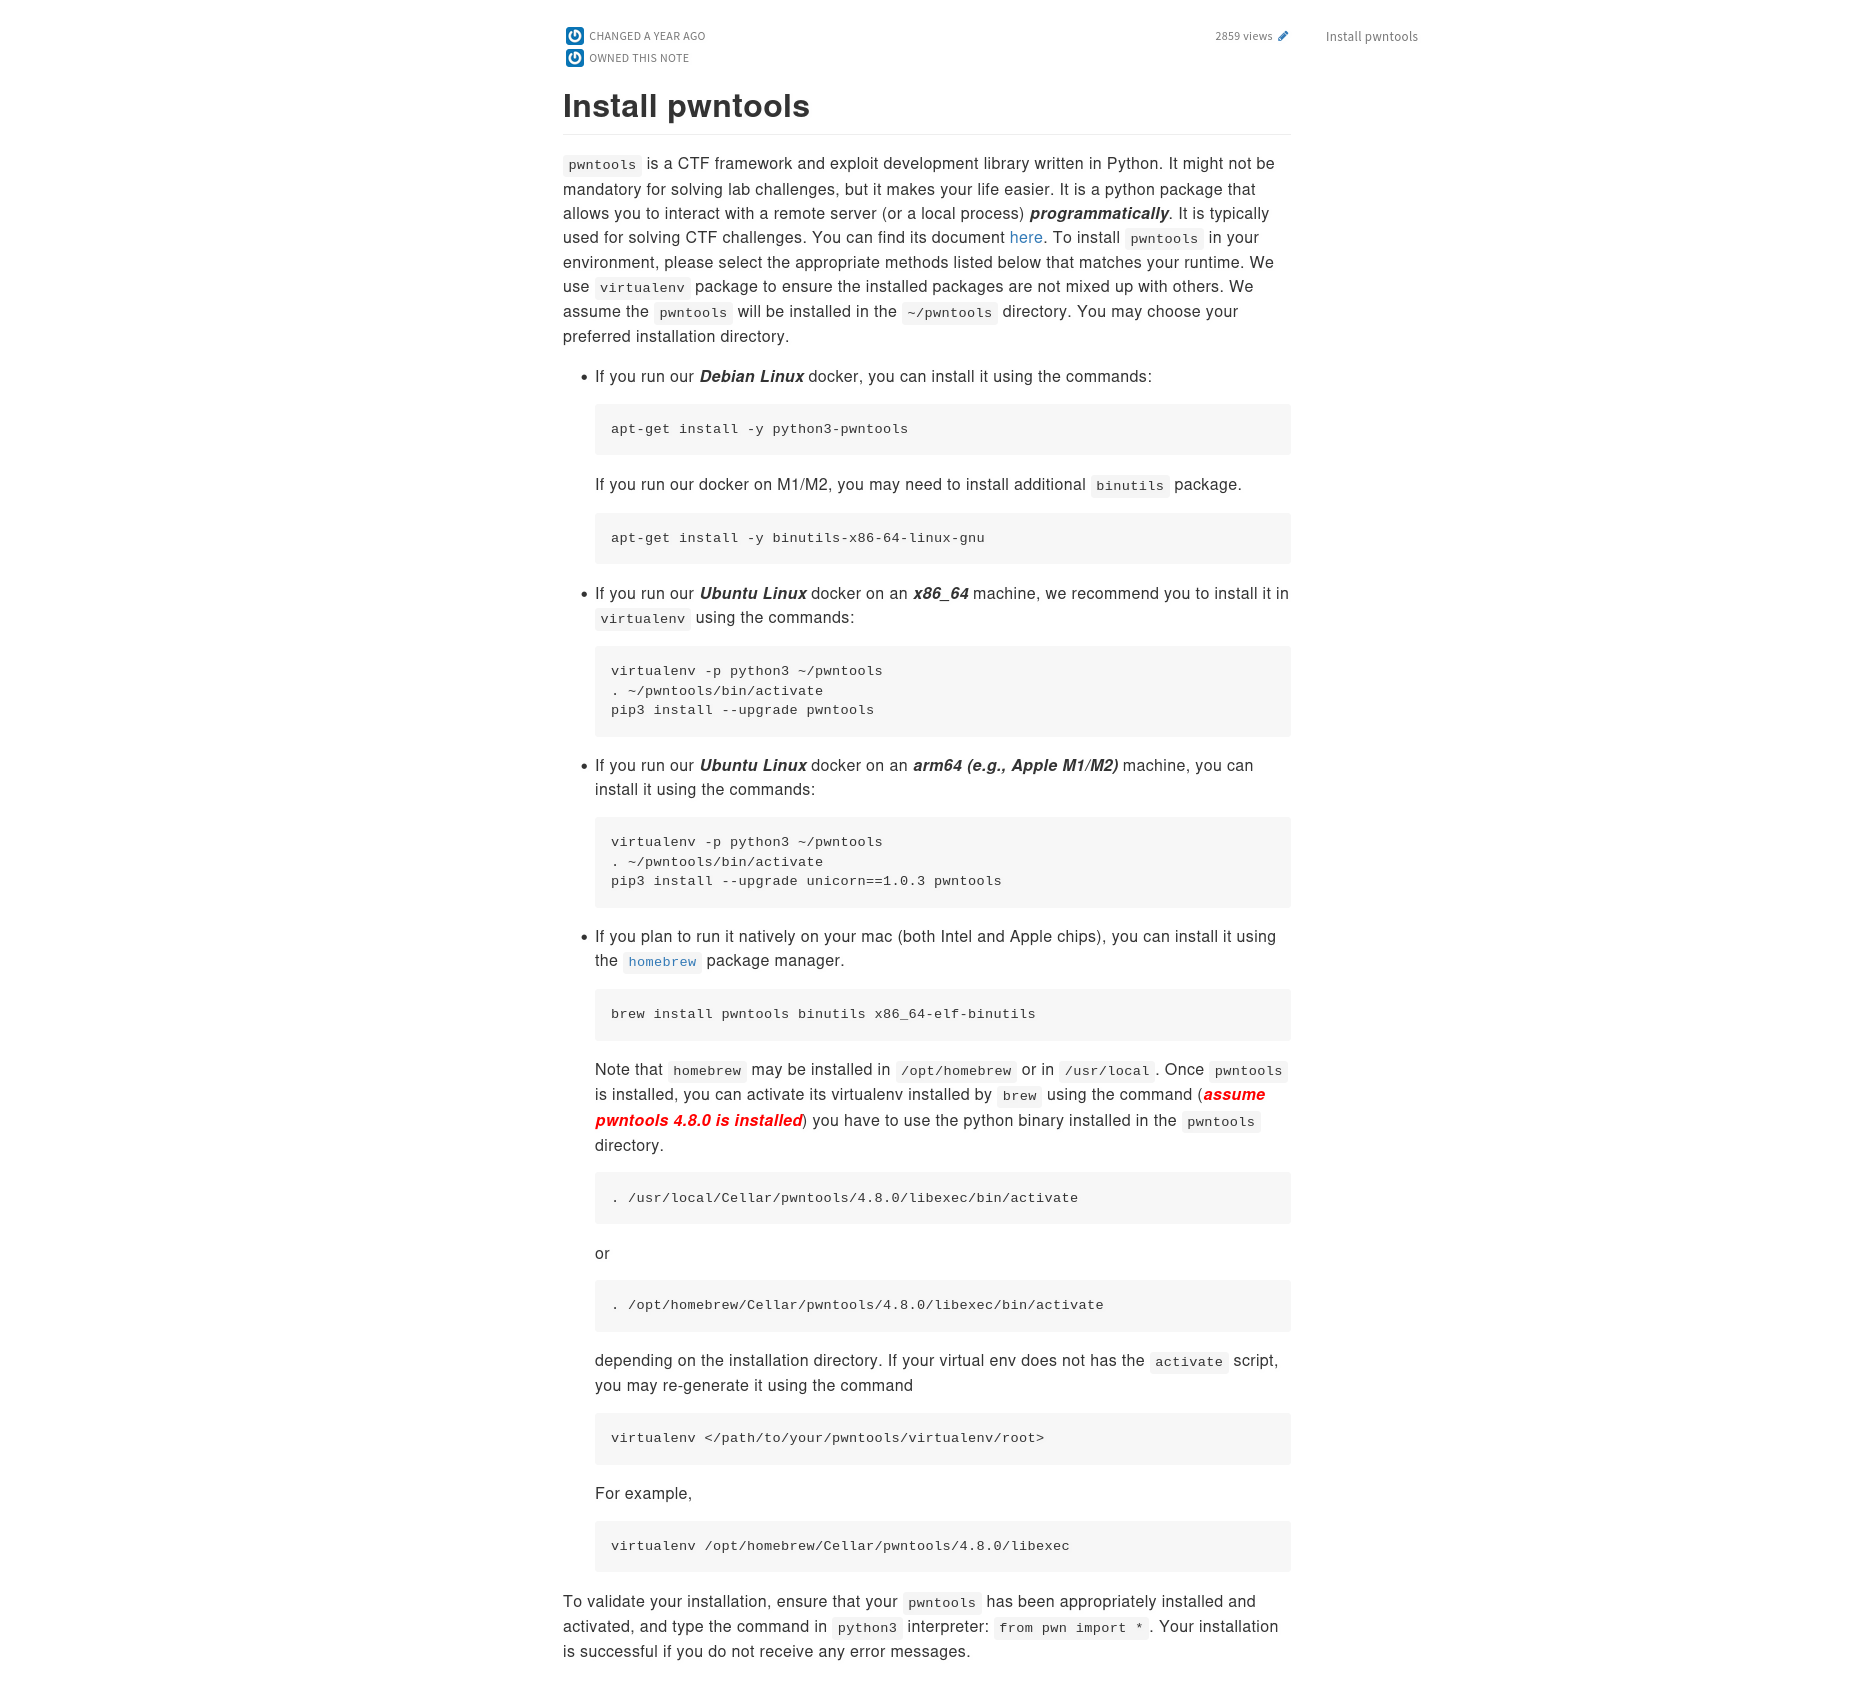 CHANGED A YEAR AGO
2859 views
Install pwntools
OWNED THIS NOTE
Install pwntools
pwntools is a CTF framework and exploit development library written in Python. It might not be
mandatory for solving lab challenges, but it makes your life easier. It is a python package that
allows you to interact with a remote server (or a local process) programmatically. It is typically
used for solving CTF challenges. You can find its document here. To install pwntools in your
environment, please select the appropriate methods listed below that matches your runtime. We
use virtualenv package to ensure the installed packages are not mixed up with others. We
assume the pwntools will be installed in the ~/pwntools directory. You may choose your
preferred installation directory.
• If you run our Debian Linux docker, you can install it using the commands:
apt-get install -y python3-pwntools
If you run our docker on M1/M2, you may need to install additional binutils package.
apt-get install -y binutils-x86-64-linux-gnu
• If you run our Ubuntu Linux docker on an x86_64 machine, we recommend you to install it in
virtualenv using the commands:
virtualenv -p python3 ~/pwntools
. ~/pwntools/bin/activate
pip3 install --upgrade pwntools
• If you run our Ubuntu Linux docker on an arm64 (e.g., Apple M1/M2) machine, you can
install it using the commands:
virtualenv -p python3 ~/pwntools
. ~/pwntools/bin/activate
pip3 install --upgrade unicorn==1.0.3 pwntools
• If you plan to run it natively on your mac (both Intel and Apple chips), you can install it using
the homebrew package manager.
brew install pwntools binutils x86_64-elf-binutils
Note that homebrew may be installed in /opt/homebrew or in /usr/local. Once pwntools
is installed, you can activate its virtualenv installed by brew using the command (assume
pwntools 4.8.0 is installed) you have to use the python binary installed in the pwntools
directory.
. /usr/local/Cellar/pwntools/4.8.0/libexec/bin/activate
or
. /opt/homebrew/Cellar/pwntools/4.8.0/libexec/bin/activate
depending on the installation directory. If your virtual env does not has the activate script,
you may re-generate it using the command
virtualenv </path/to/your/pwntools/virtualenv/root>
For example,
virtualenv /opt/homebrew/Cellar/pwntools/4.8.0/libexec
To validate your installation, ensure that your pwntools has been appropriately installed and
activated, and type the command in python3 interpreter: from pwn import *. Your installation
is successful if you do not receive any error messages.